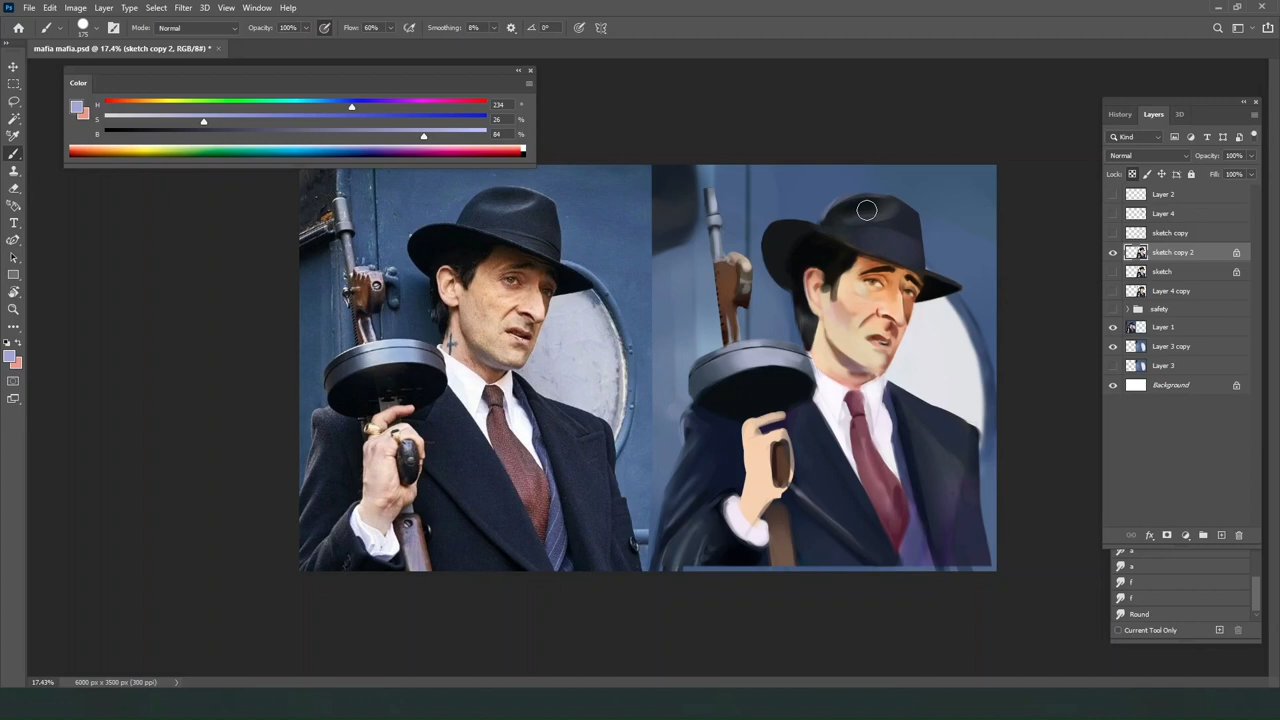 Ps File Edit Image Layer Type Select Filter 3D View Window Help
175 Mode: Normal Opacity: 100% Flow: 60% Smoothing: 8% 0°
mafia mafia.psd @ 17.4% (sketch copy 2, RGB/8#) * ×
Color
H 234 °
S 26 %
B 84 %
History Layers 3D
Kind
Normal Opacity: 100%
Lock: Fill: 100%
Layer 2
Layer 4
sketch copy
sketch copy 2
sketch
Layer 4 copy
safety
Layer 1
Layer 3 copy
Layer 3
Background
fx
a
a
f
f
Round
Current Tool Only
17.43% 6000 px x 3500 px (300 ppi)